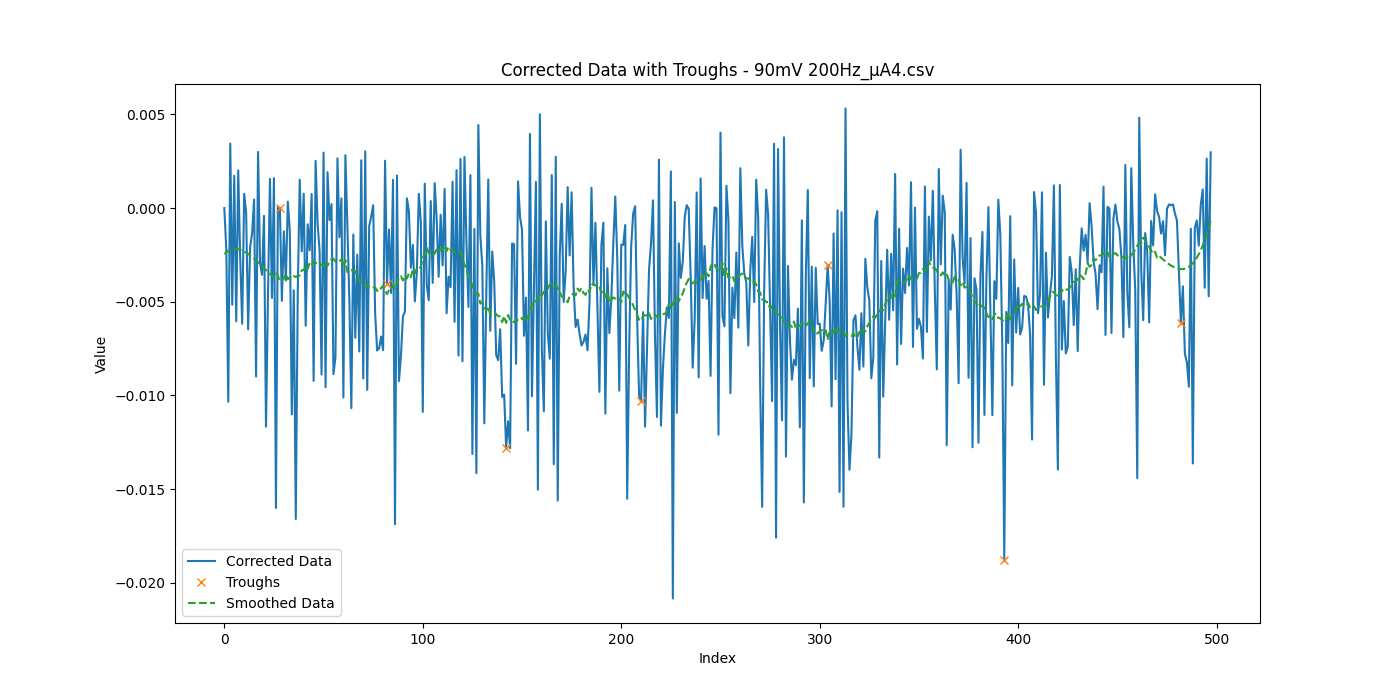 Corrected Data with Troughs - 90mV 200Hz_µA4.csv
0.005
0.000
−0.005
−0.010
−0.015
−0.020
Value
Corrected Data
Troughs
Smoothed Data
0
100
200
300
400
500
Index